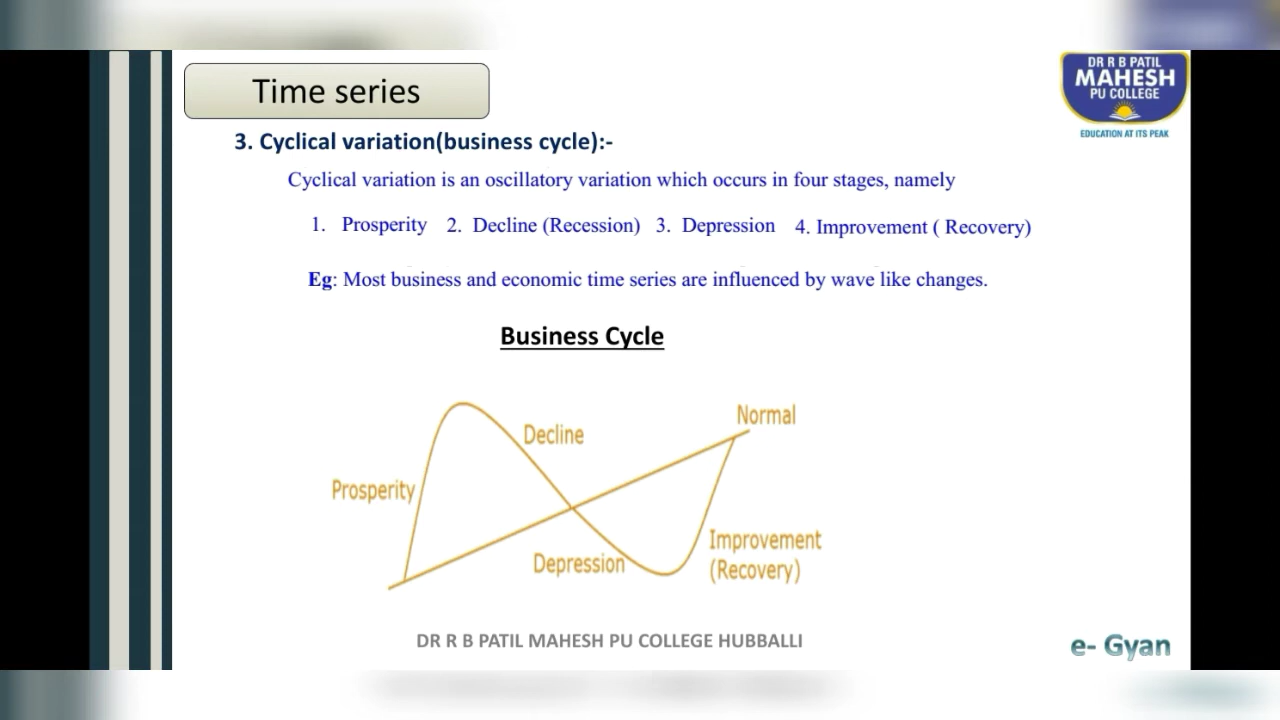 Time series
DR R B PATIL
MAHESH
PU COLLEGE
EDUCATION AT ITS PEAK
3. Cyclical variation(business cycle):-
Cyclical variation is an oscillatory variation which occurs in four stages, namely
1. Prosperity 2. Decline (Recession) 3. Depression 4. Improvement ( Recovery)
Eg: Most business and economic time series are influenced by wave like changes.
Business Cycle
Normal
Decline
Prosperity
Improvement
(Recovery)
Depression
DR R B PATIL MAHESH PU COLLEGE HUBBALLI
e- Gyan